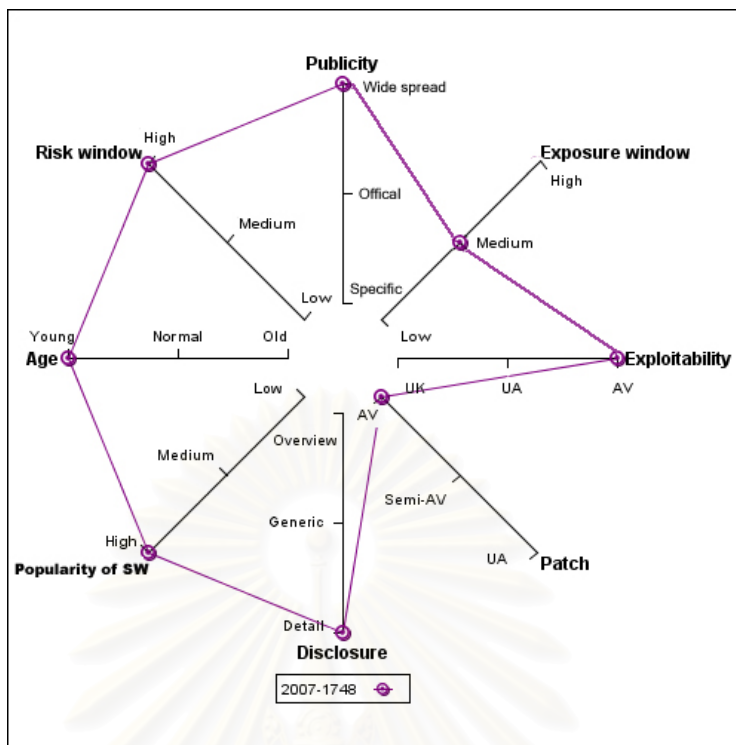 Publicity
Wide spread
High
Risk window
Exposure window
High
Offical
Medium
Medium
Specific
Low
Low
Young
Normal
Old
Age
Exploitability
UK
UA
AV
Low
AV
Overview
Medium
Semi-AV
Generic
High
UA
Patch
Popularity of SW
Detail
Disclosure
2007-1748